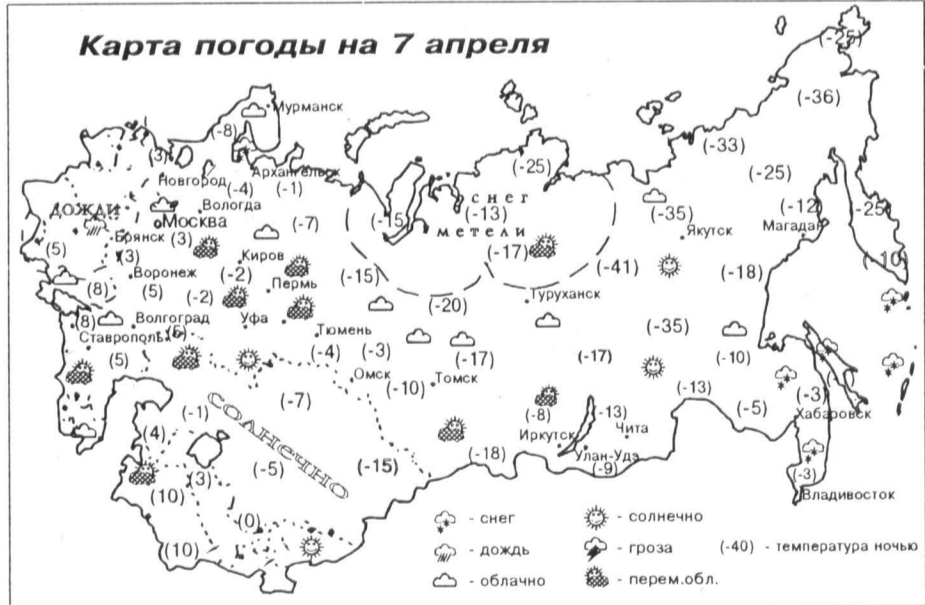 Карта погоды на 7 апреля
(-25)
(-36)
Мурманск
(-8)
(-33)
(3)
Архангельск
(-25)
(-25)
Новгород
(-4)
(-1)
снег
(-12)
-25
ДОЖДИ
Вологда
(-15)
(-13)
(-35)
Москва
(-7)
метели
Якутск
Магадан
(5)
Брянск
(3)
(3)
Киров
(-17)
(-41)
(-18)
Воронеж
(-2)
(-15)
(8)
(5)
(-2)
Пермь
(-20)
Туруханск
(8)
Волгоград
Уфа
Тюмень
(-35)
Ставрополь
(5)
(-4)
(-3)
(-17)
(-17)
(-10)
(5)
Омск
(-10)
Томск
(-13)
(-3)
(-1)
СОЛНЕЧНО
(-7)
(-8)
-13)
(-5)
Хабаровск
(4)
Иркутск
Чита
(-5)
(-15)
(-18)
Улан-Удэ
(-9)
(3)
(-3)
(10)
Владивосток
(0)
(10)
- снег
- солнечно
- дождь
- гроза
(-40) - температура ночью
- облачно
- перем.обл.